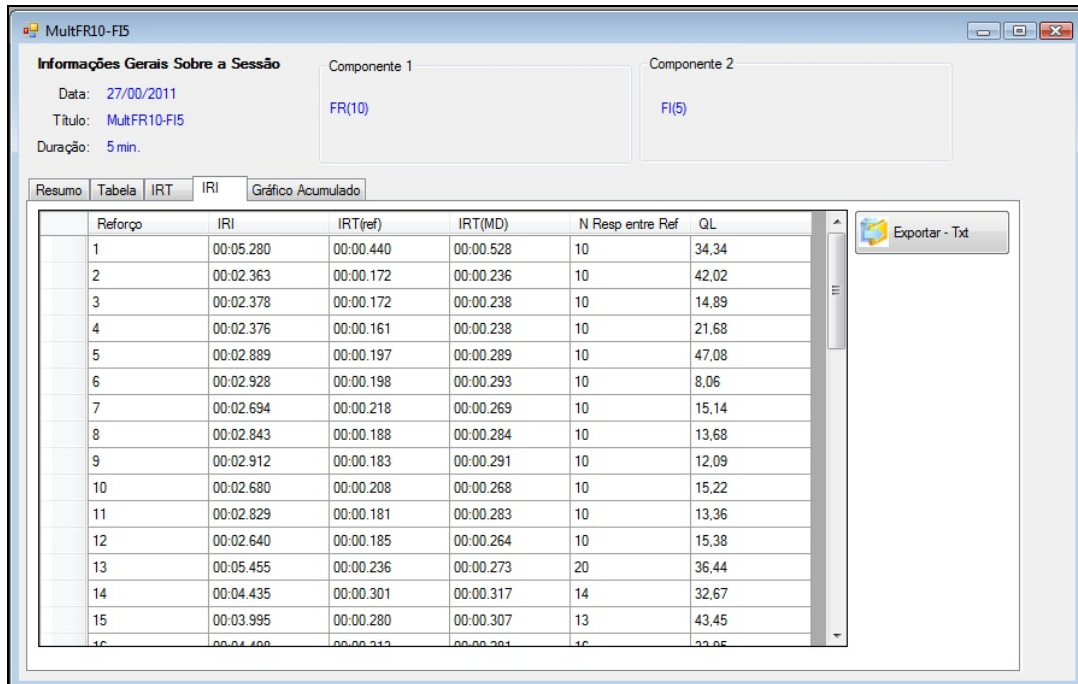 MultFR10-FI5
Informações Gerais Sobre a Sessão
Data: 27/00/2011
Título: MultFR10-FI5
Duração: 5 min.
Componente 1
FR(10)
Componente 2
FI(5)
Resumo Tabela IRT IRI Gráfico Acumulado
Reforço IRI IRT(ref) IRT(MD) N Resp entre Ref QL
1 00:05.280 00:00.440 00:00.528 10 34,34
2 00:02.363 00:00.172 00:00.236 10 42,02
3 00:02.378 00:00.172 00:00.238 10 14,89
4 00:02.376 00:00.161 00:00.238 10 21,68
5 00:02.889 00:00.197 00:00.289 10 47,08
6 00:02.928 00:00.198 00:00.293 10 8,06
7 00:02.694 00:00.218 00:00.269 10 15,14
8 00:02.843 00:00.188 00:00.284 10 13,68
9 00:02.912 00:00.183 00:00.291 10 12,09
10 00:02.680 00:00.208 00:00.268 10 15,22
11 00:02.829 00:00.181 00:00.283 10 13,36
12 00:02.640 00:00.185 00:00.264 10 15,38
13 00:05.455 00:00.236 00:00.273 20 36,44
14 00:04.435 00:00.301 00:00.317 14 32,67
15 00:03.995 00:00.280 00:00.307 13 43,45
Exportar - Txt